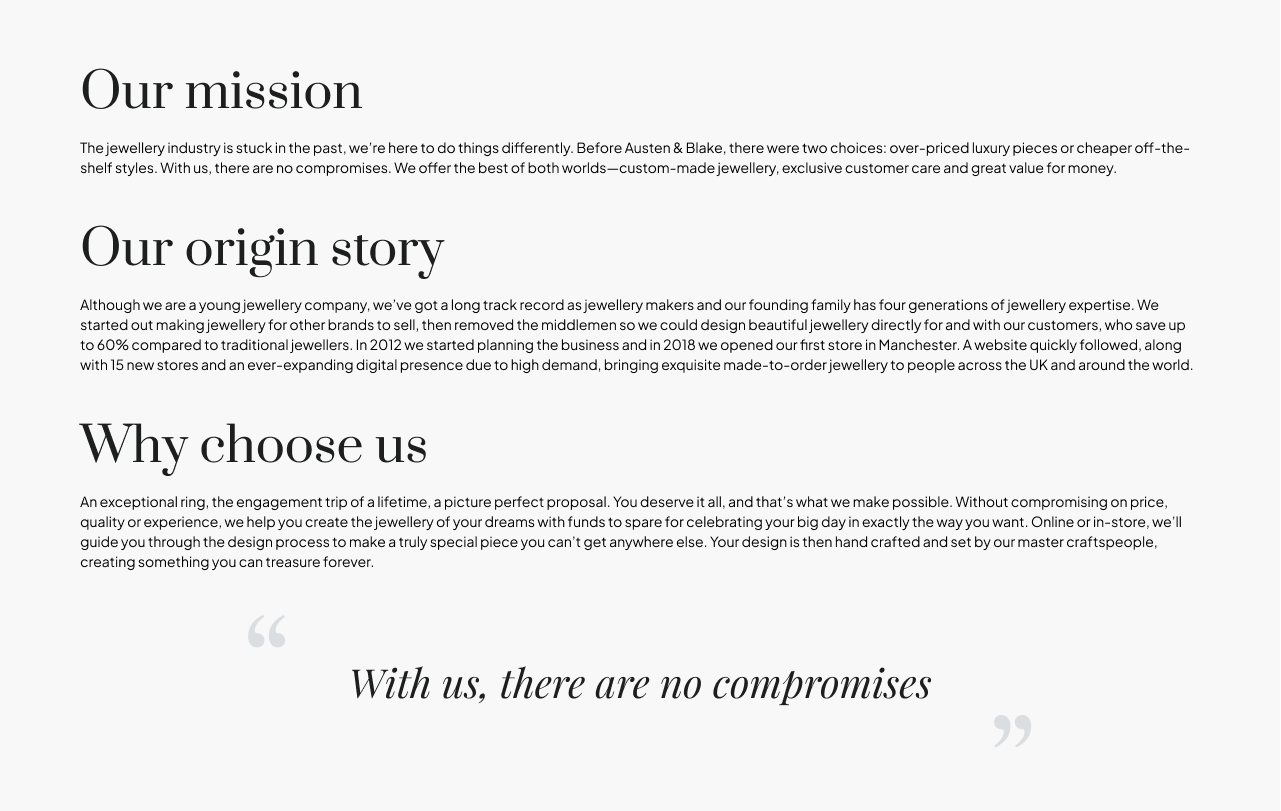 Our mission
The jewellery industry is stuck in the past, we’re here to do things differently. Before Austen & Blake, there were two choices: over-priced luxury pieces or cheaper off-the-
shelf styles. With us, there are no compromises. We offer the best of both worlds—custom-made jewellery, exclusive customer care and great value for money.
Our origin story
Although we are a young jewellery company, we’ve got a long track record as jewellery makers and our founding family has four generations of jewellery expertise. We
started out making jewellery for other brands to sell, then removed the middlemen so we could design beautiful jewellery directly for and with our customers, who save up
to 60% compared to traditional jewellers. In 2012 we started planning the business and in 2018 we opened our first store in Manchester. A website quickly followed, along
with 15 new stores and an ever-expanding digital presence due to high demand, bringing exquisite made-to-order jewellery to people across the UK and around the world.
Why choose us
An exceptional ring, the engagement trip of a lifetime, a picture perfect proposal. You deserve it all, and that’s what we make possible. Without compromising on price,
quality or experience, we help you create the jewellery of your dreams with funds to spare for celebrating your big day in exactly the way you want. Online or in-store, we’ll
guide you through the design process to make a truly special piece you can’t get anywhere else. Your design is then hand crafted and set by our master craftspeople,
creating something you can treasure forever.
“
With us, there are no compromises
”